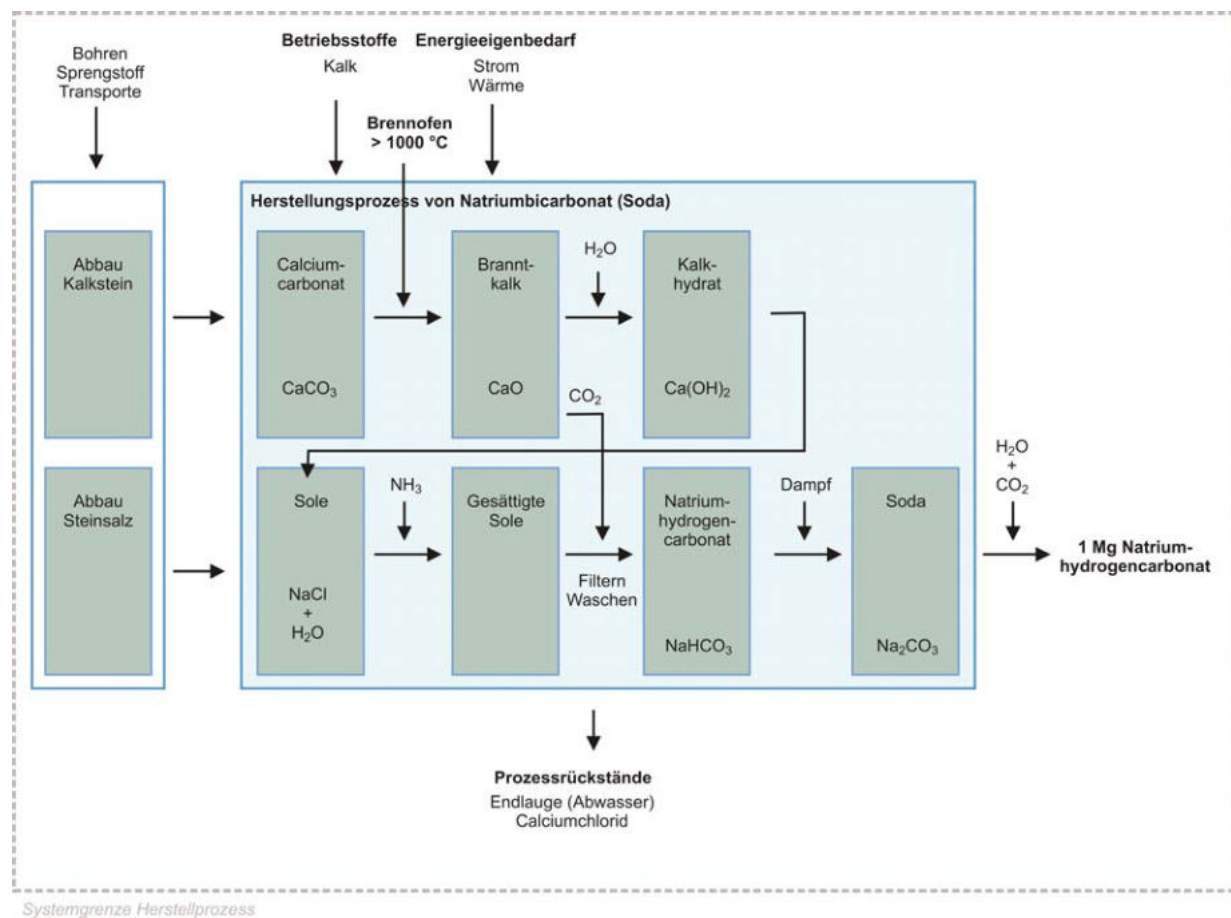 Bohren
Sprengstoff
Transporte
Betriebsstoffe
Kalk
Energieeigenbedarf
Strom
Wärme
Brennofen
> 1000 °C
Herstellungsprozess von Natriumbicarbonat (Soda)
Abbau
Kalkstein
Calcium-
carbonat
CaCO₃
Brannt-
kalk
CaO
H₂O
Kalk-
hydrat
Ca(OH)₂
CO₂
Abbau
Steinsalz
Sole
NaCl
+
H₂O
NH₃
Gesättigte
Sole
Filtern
Waschen
Natrium-
hydrogen-
carbonat
NaHCO₃
Dampf
Soda
Na₂CO₃
H₂O
+
CO₂
1 Mg Natrium-
hydrogencarbonat
Prozessrückstände
Endlauge (Abwasser)
Calciumchlorid
Systemgrenze Herstellprozess